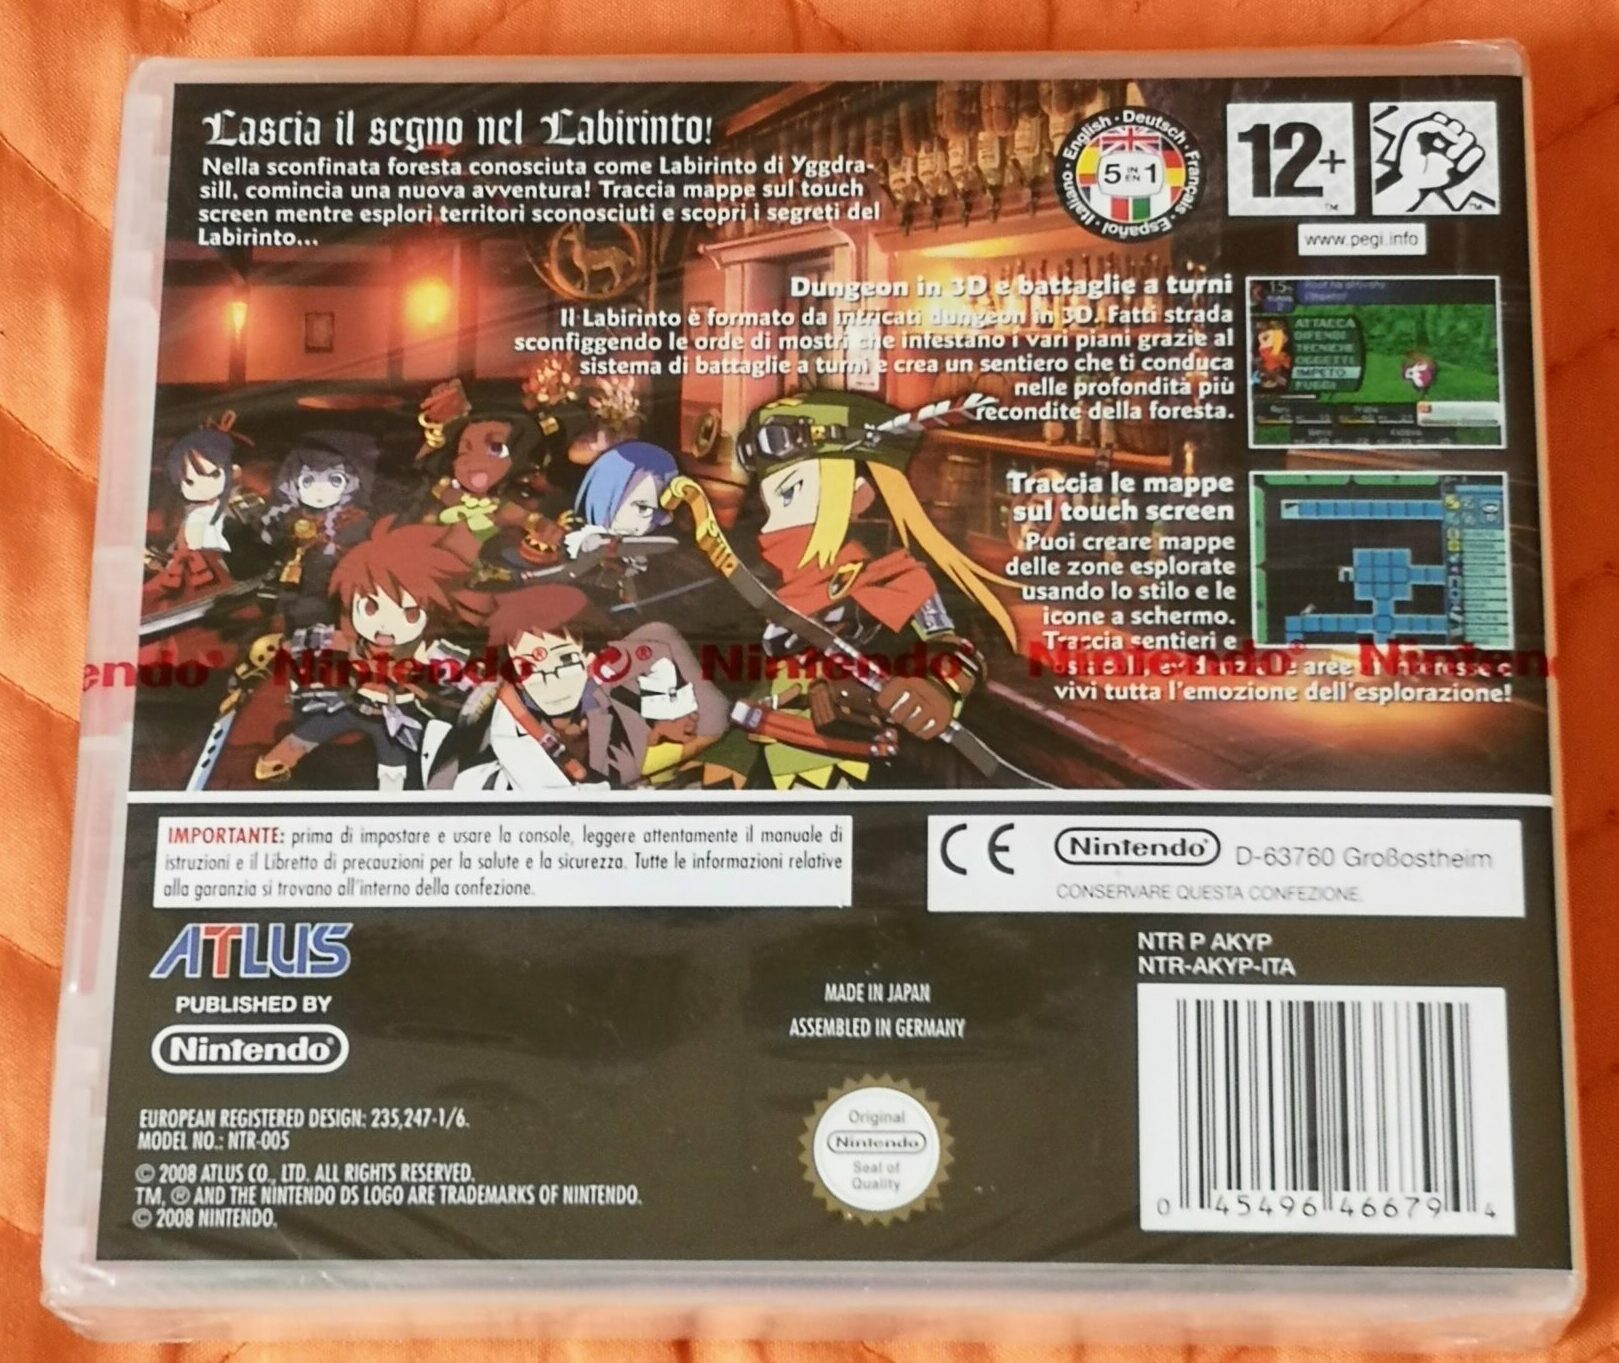 Lascia il segno nel Labirinto!
Nella sconfinata foresta conosciuta come Labirinto di Yggdra-
sill, comincia una nuova avventura! Traccia mappe sul touch
screen mentre esplori territori sconosciuti e scopri i segreti del
Labirinto...
English · Deutsch · Français · Español · Italiano ·
5 IN EN 1
12+
™
™
www.pegi.info
Dungeon in 3D e battaglie a turni
Il Labirinto è formato da intricati dungeon in 3D. Fatti strada
sconfiggendo le orde di mostri che infestano i vari piani grazie al
sistema di battaglie a turni e crea un sentiero che ti conduca
nelle profondità più
recondite della foresta.
15
ATTACCA
DIFENDI
TECNICHE
OGGETTI
IMPETO
FUGGI
Traccia le mappe
sul touch screen
Puoi creare mappe
delle zone esplorate
usando lo stilo e le
icone a schermo.
Traccia sentieri e
aree interesse e
vivi tutta l'emozione dell'esplorazione!
endo® Nintendo® ® Nintendo® Nintendo® Ninten
IMPORTANTE: prima di impostare e usare la console, leggere attentamente il manuale di
istruzioni e il Libretto di precauzioni per la salute e la sicurezza. Tutte le informazioni relative
alla garanzia si trovano all'interno della confezione.
CE Nintendo® D-63760 Großostheim
CONSERVARE QUESTA CONFEZIONE.
ATLUS
PUBLISHED BY
Nintendo®
MADE IN JAPAN
ASSEMBLED IN GERMANY
NTR P AKYP
NTR-AKYP-ITA
EUROPEAN REGISTERED DESIGN: 235,247-1/6.
MODEL NO.: NTR-005
© 2008 ATLUS CO., LTD. ALL RIGHTS RESERVED.
TM, ® AND THE NINTENDO DS LOGO ARE TRADEMARKS OF NINTENDO.
© 2008 NINTENDO.
Original
Nintendo®
Seal of
Quality
0 45496 46679 4